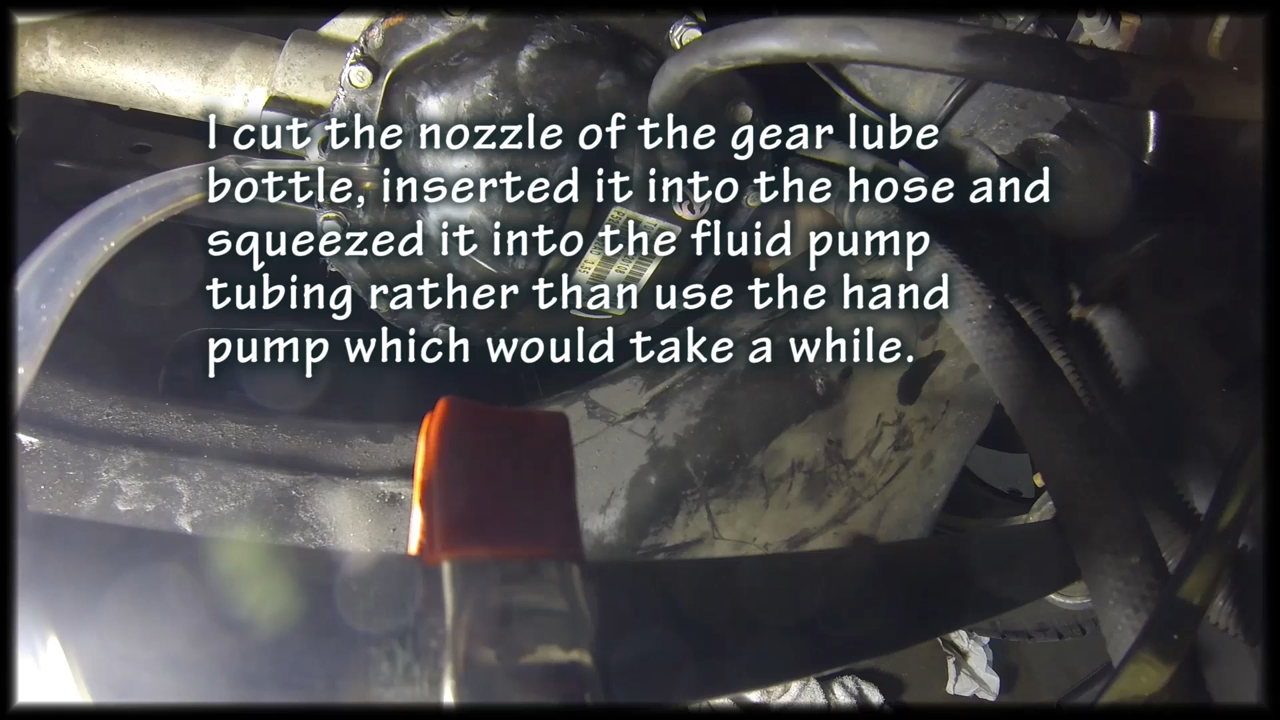 I cut the nozzle of the gear lube
bottle, inserted it into the hose and
squeezed it into the fluid pump
tubing rather than use the hand
pump which would take a while.